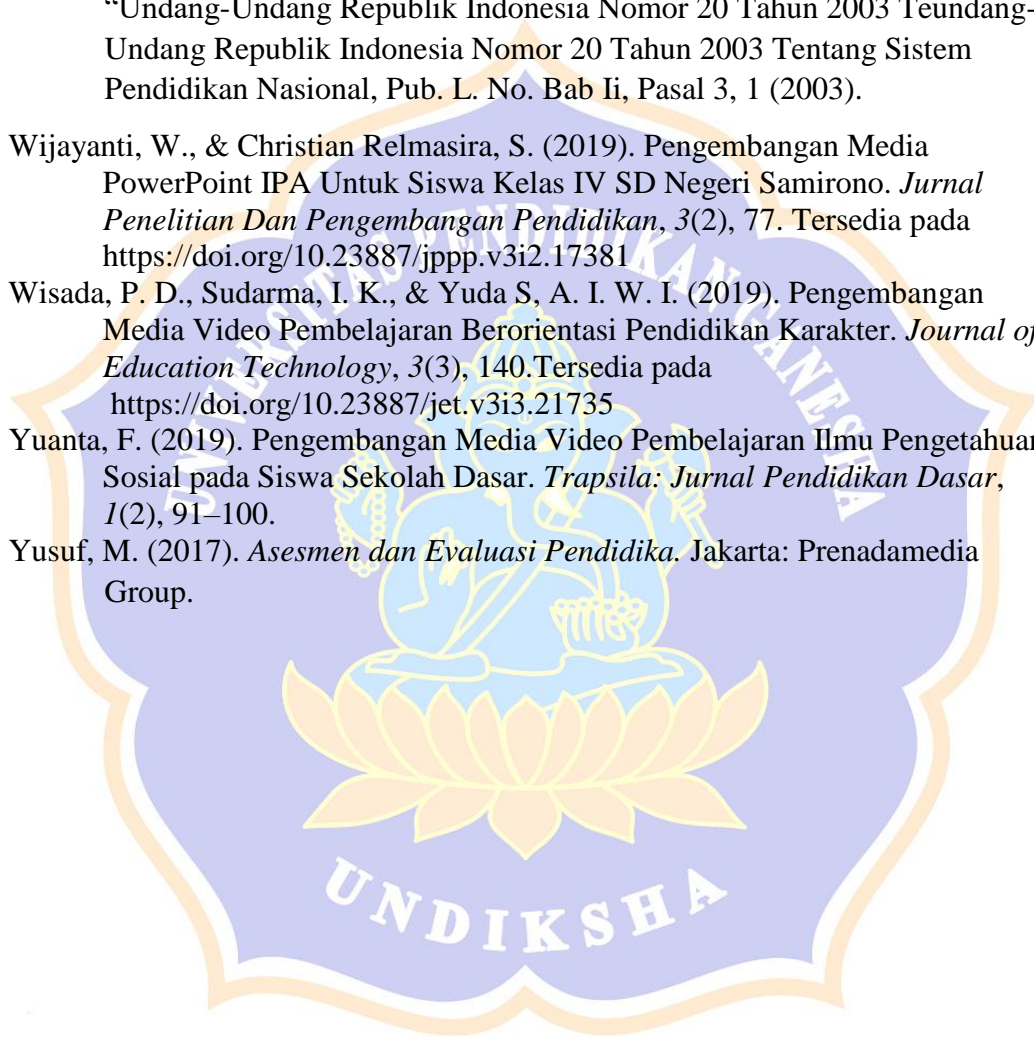 “Undang-Undang Republik Indonesia Nomor 20 Tahun 2003 Teundang-
Undang Republik Indonesia Nomor 20 Tahun 2003 Tentang Sistem
Pendidikan Nasional, Pub. L. No. Bab Ii, Pasal 3, 1 (2003).
Wijayanti, W., & Christian Relmasira, S. (2019). Pengembangan Media
PowerPoint IPA Untuk Siswa Kelas IV SD Negeri Samirono. Jurnal
Penelitian Dan Pengembangan Pendidikan, 3(2), 77. Tersedia pada
https://doi.org/10.23887/jppp.v3i2.17381
Wisada, P. D., Sudarma, I. K., & Yuda S, A. I. W. I. (2019). Pengembangan
Media Video Pembelajaran Berorientasi Pendidikan Karakter. Journal of
Education Technology, 3(3), 140.Tersedia pada
https://doi.org/10.23887/jet.v3i3.21735
Yuanta, F. (2019). Pengembangan Media Video Pembelajaran Ilmu Pengetahuan
Sosial pada Siswa Sekolah Dasar. Trapsila: Jurnal Pendidikan Dasar,
1(2), 91–100.
Yusuf, M. (2017). Asesmen dan Evaluasi Pendidika. Jakarta: Prenadamedia
Group.
UNIVERSITAS PENDIDIKAN GANESHA
UNDIKSHA